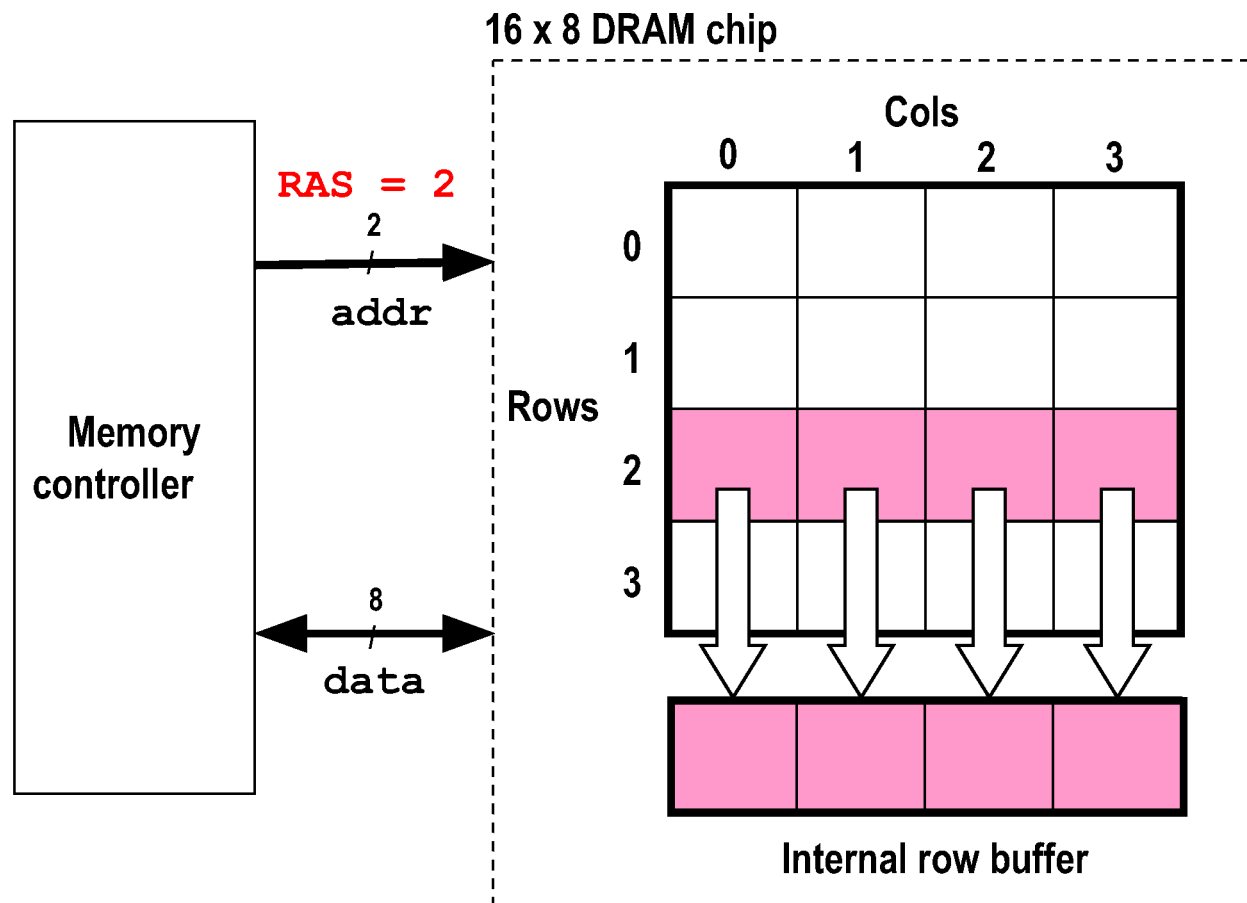 16 x 8 DRAM chip
Cols
0 1 2 3
RAS = 2
2
addr
0
1
Rows
2
3
Memory
controller
8
data
Internal row buffer